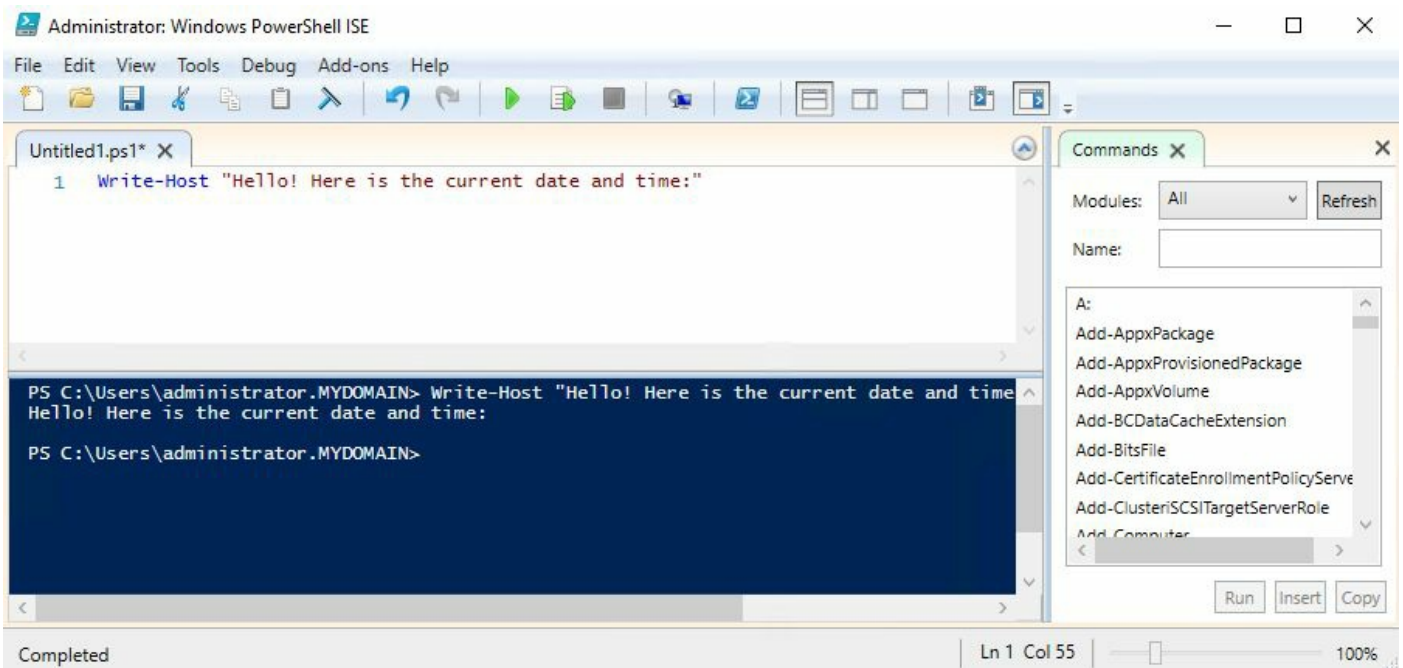 Administrator: Windows PowerShell ISE
File Edit View Tools Debug Add-ons Help
Untitled1.ps1* X
1 Write-Host "Hello! Here is the current date and time:"
PS C:\Users\administrator.MYDOMAIN> Write-Host "Hello! Here is the current date and time
Hello! Here is the current date and time:
PS C:\Users\administrator.MYDOMAIN>
Commands X
Modules: All Refresh
Name:
A:
Add-AppxPackage
Add-AppxProvisionedPackage
Add-AppxVolume
Add-BCDataCacheExtension
Add-BitsFile
Add-CertificateEnrollmentPolicyServe
Add-ClusteriSCSITargetServerRole
Add-Computer
Run Insert Copy
Completed Ln 1 Col 55 100%